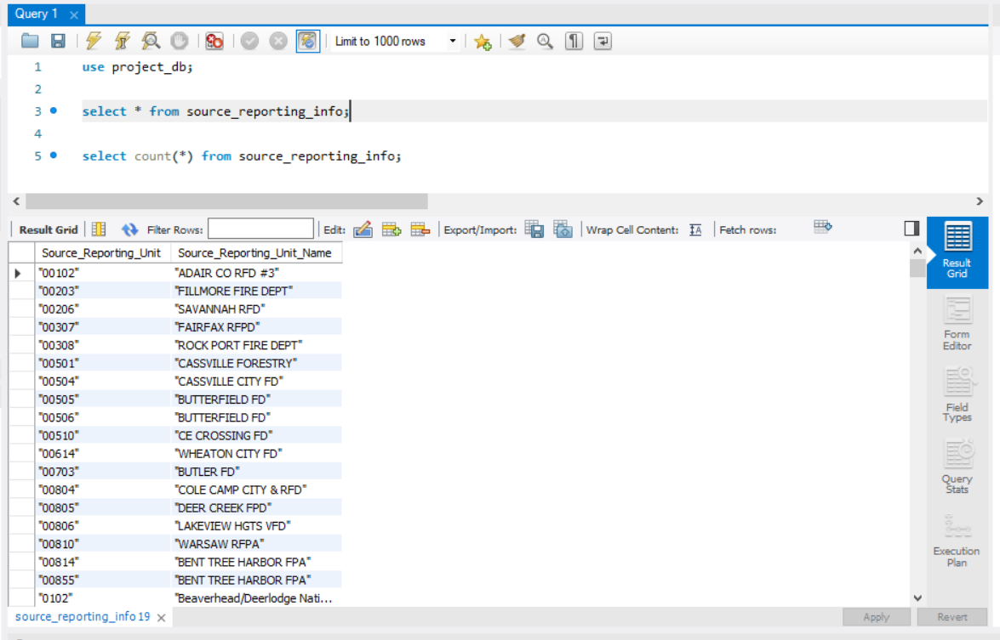 Query 1
Limit to 1000 rows
1 use project_db;
2
3 select * from source_reporting_info;
4
5 select count(*) from source_reporting_info;
Result Grid Filter Rows: Edit: Export/Import: Wrap Cell Content: Fetch rows:
Source_Reporting_Unit Source_Reporting_Unit_Name
"00102" "ADAIR CO RFD #3"
"00203" "FILLMORE FIRE DEPT"
"00206" "SAVANNAH RFD"
"00307" "FAIRFAX RFPD"
"00308" "ROCK PORT FIRE DEPT"
"00501" "CASSVILLE FORESTRY"
"00504" "CASSVILLE CITY FD"
"00505" "BUTTERFIELD FD"
"00506" "BUTTERFIELD FD"
"00510" "CE CROSSING FD"
"00614" "WHEATON CITY FD"
"00703" "BUTLER FD"
"00804" "COLE CAMP CITY & RFD"
"00805" "DEER CREEK FPD"
"00806" "LAKEVIEW HGTS VFD"
"00810" "WARSAW RFPA"
"00814" "BENT TREE HARBOR FPA"
"00855" "BENT TREE HARBOR FPA"
"0102" "Beaverhead/Deerlodge Nati...
Result
Grid
Form
Editor
Field
Types
Query
Stats
Execution
Plan
source_reporting_info 19
Apply Revert